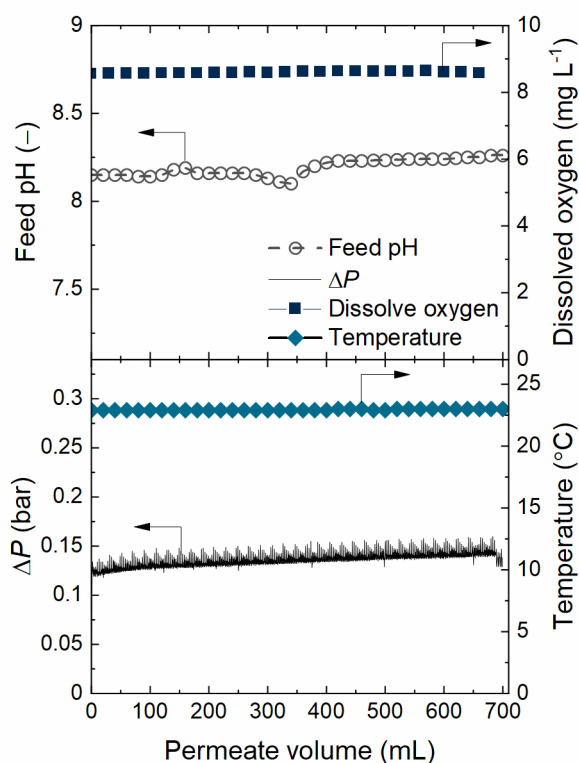 9
8.5
8
7.5
Feed pH (–)
10
8
6
4
2
0
Dissolved oxygen (mg L⁻¹)
Feed pH
ΔP
Dissolve oxygen
Temperature
0.3
0.25
0.2
0.15
0.1
0.05
0
ΔP (bar)
25
20
15
10
5
0
Temperature (°C)
0 100 200 300 400 500 600 700
Permeate volume (mL)